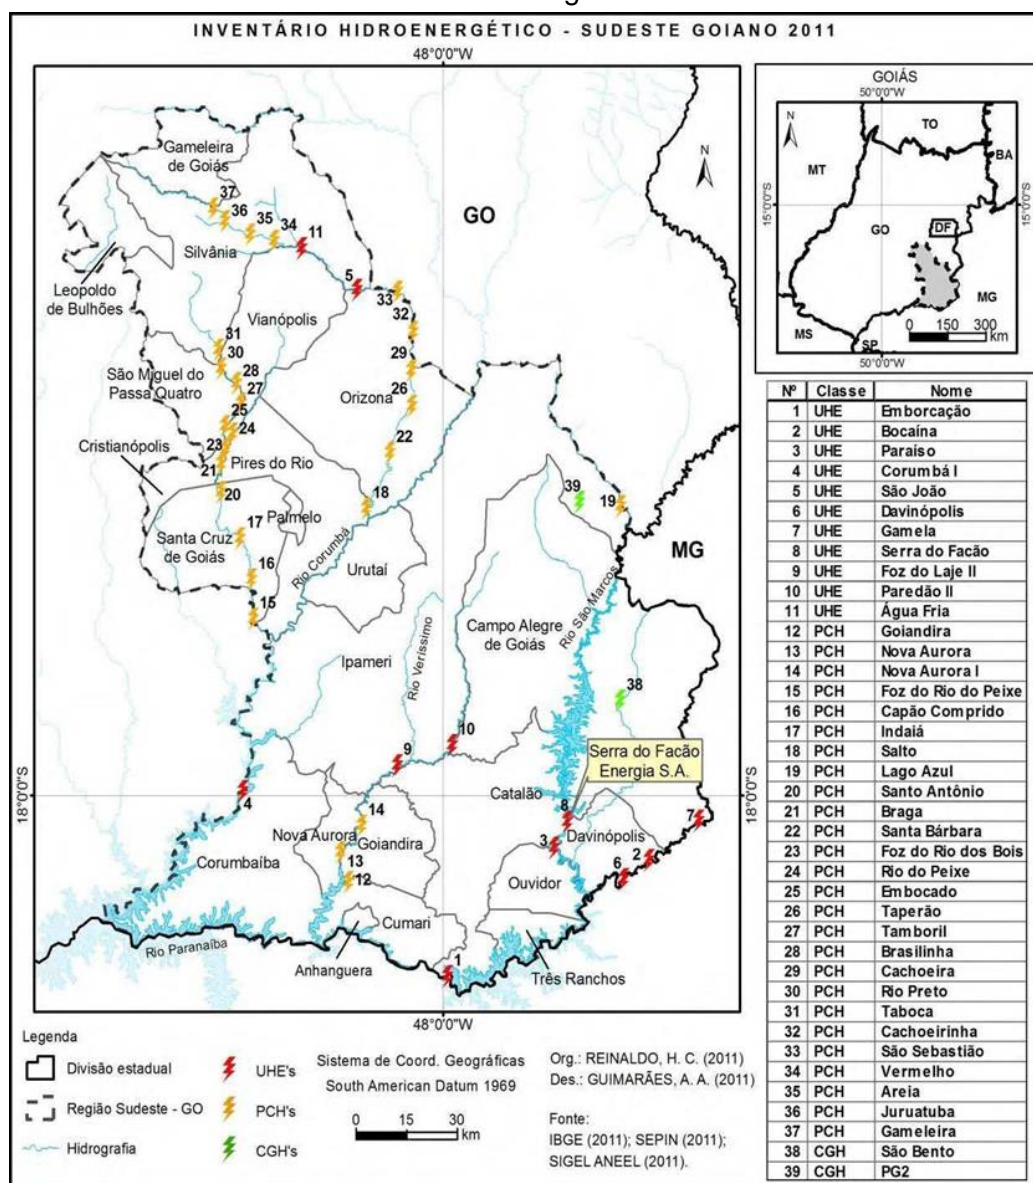 INVENTÁRIO HIDROENERGÉTICO - SUDESTE GOIANO 2011
48°0'0"W
Gameleira
de Goiás
37
36
35
34
11
Silvânia
GO
N
Leopoldo
de Bulhões
5
33
32
Vianópolis
31
30
29
São Miguel do
Passa Quatro
28
27
26
Orizona
25
24
23
22
Cristianópolis
21
Pires do Rio
20
18
39
19
17
Palmelo
Santa Cruz
de Goiás
16
15
Rio Corumbá
Urutaí
MG
Rio São Marcos
Campo Alegre
de Goiás
Ipameri
Rio Veríssimo
38
10
9
Serra do Facão
Energia S.A.
18°0'0"S
18°0'0"S
4
Catalão
8
7
14
Nova Aurora
Goiandira
3
Davinópolis
2
6
13
12
Corumbaíba
Ouvidor
Cumari
Rio Paranaíba
Anhanguera
1
Três Ranchos
48°0'0"W
GOIÁS
50°0'0"W
N
TO
BA
MT
15°0'0"S
15°0'0"S
GO
DF
MG
MS
SP
0 150 300
km
50°0'0"W
Nº Classe Nome
1 UHE Emborcação
2 UHE Bocaína
3 UHE Paraíso
4 UHE Corumbá I
5 UHE São João
6 UHE Davinópolis
7 UHE Gamela
8 UHE Serra do Facão
9 UHE Foz do Laje II
10 UHE Paredão II
11 UHE Água Fria
12 PCH Goiandira
13 PCH Nova Aurora
14 PCH Nova Aurora I
15 PCH Foz do Rio do Peixe
16 PCH Capão Comprido
17 PCH Indaiá
18 PCH Salto
19 PCH Lago Azul
20 PCH Santo Antônio
21 PCH Braga
22 PCH Santa Bárbara
23 PCH Foz do Rio dos Bois
24 PCH Rio do Peixe
25 PCH Embocado
26 PCH Taperão
27 PCH Tamboril
28 PCH Brasilinha
29 PCH Cachoeira
30 PCH Rio Preto
31 PCH Taboca
32 PCH Cachoeirinha
33 PCH São Sebastião
34 PCH Vermelho
35 PCH Areia
36 PCH Juruatuba
37 PCH Gameleira
38 CGH São Bento
39 CGH PG2
Legenda
Divisão estadual
Região Sudeste - GO
Hidrografia
UHE's
PCH's
CGH's
Sistema de Coord. Geográficas
South American Datum 1969
0 15 30
km
Org.: REINALDO, H. C. (2011)
Des.: GUIMARÃES, A. A. (2011)
Fonte:
IBGE (2011); SEPIN (2011);
SIGEL ANEEL (2011).